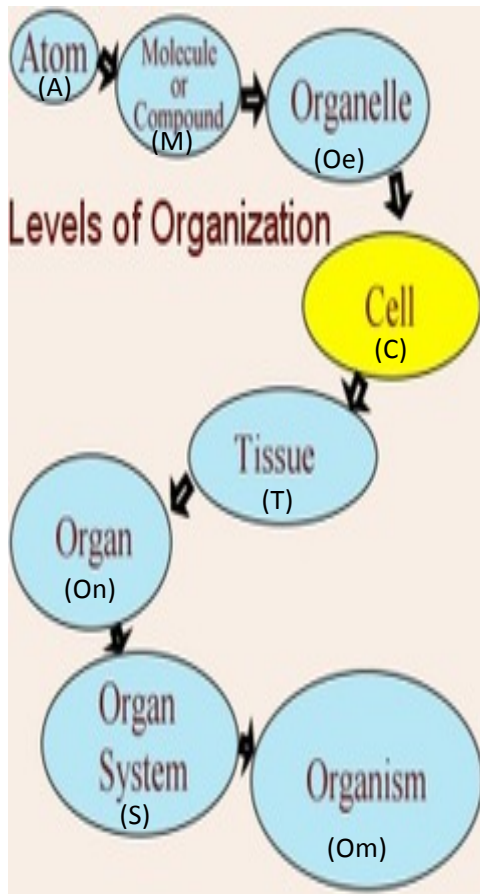 Atom
(A)
Molecule
or
Compound
(M)
Organelle
(Oe)
Levels of Organization
Cell
(C)
Tissue
(T)
Organ
(On)
Organ
System
(S)
Organism
(Om)